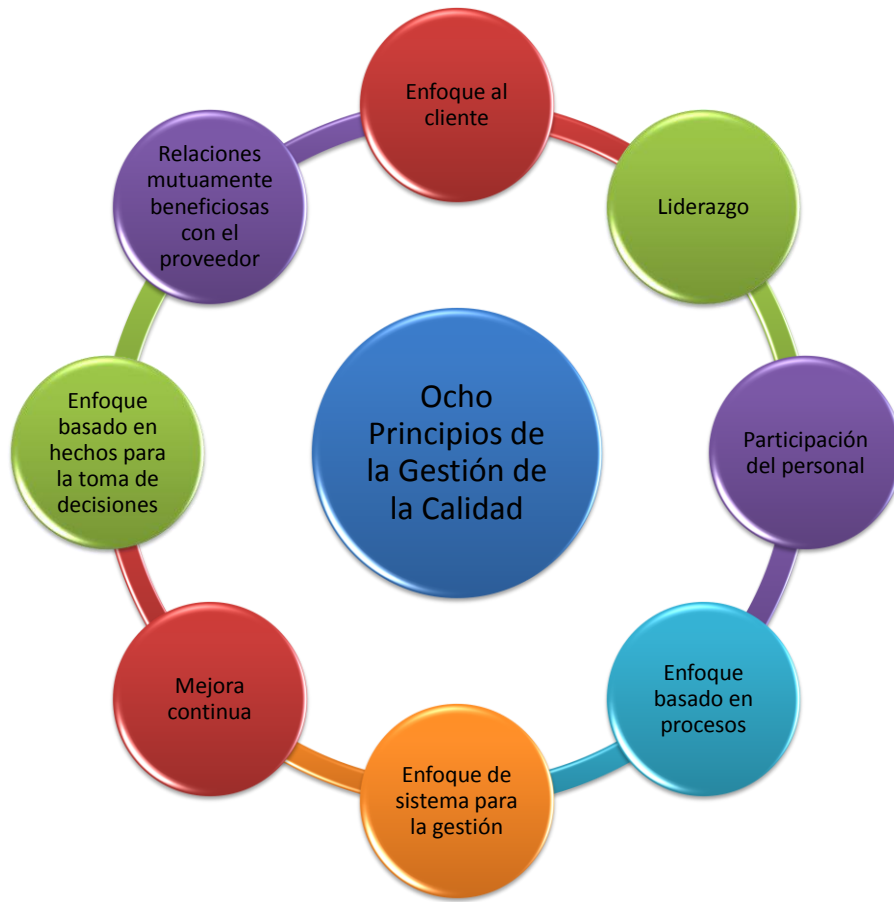 Enfoque al
cliente
Liderazgo
Participación
del personal
Enfoque
basado en
procesos
Enfoque de
sistema para
la gestión
Mejora
continua
Enfoque
basado en
hechos para
la toma de
decisiones
Relaciones
mutuamente
beneficiosas
con el
proveedor
Ocho
Principios de
la Gestión de
la Calidad